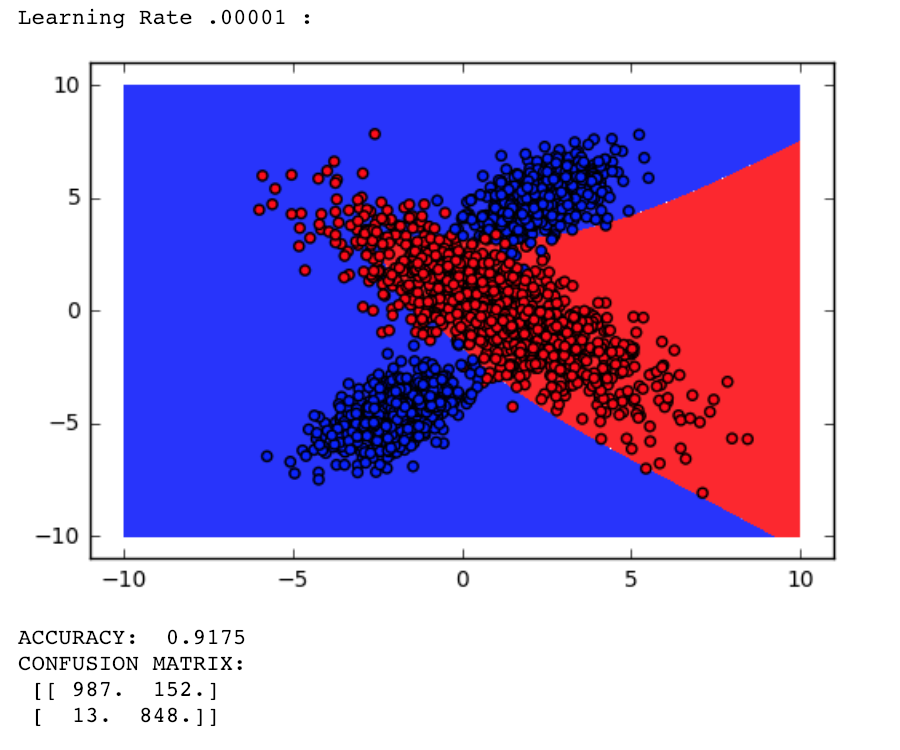 Learning Rate .00001 :
10
5
0
−5
−10
−10 −5 0 5 10
ACCURACY:  0.9175
CONFUSION MATRIX:
[[ 987.  152.]
[  13.  848.]]